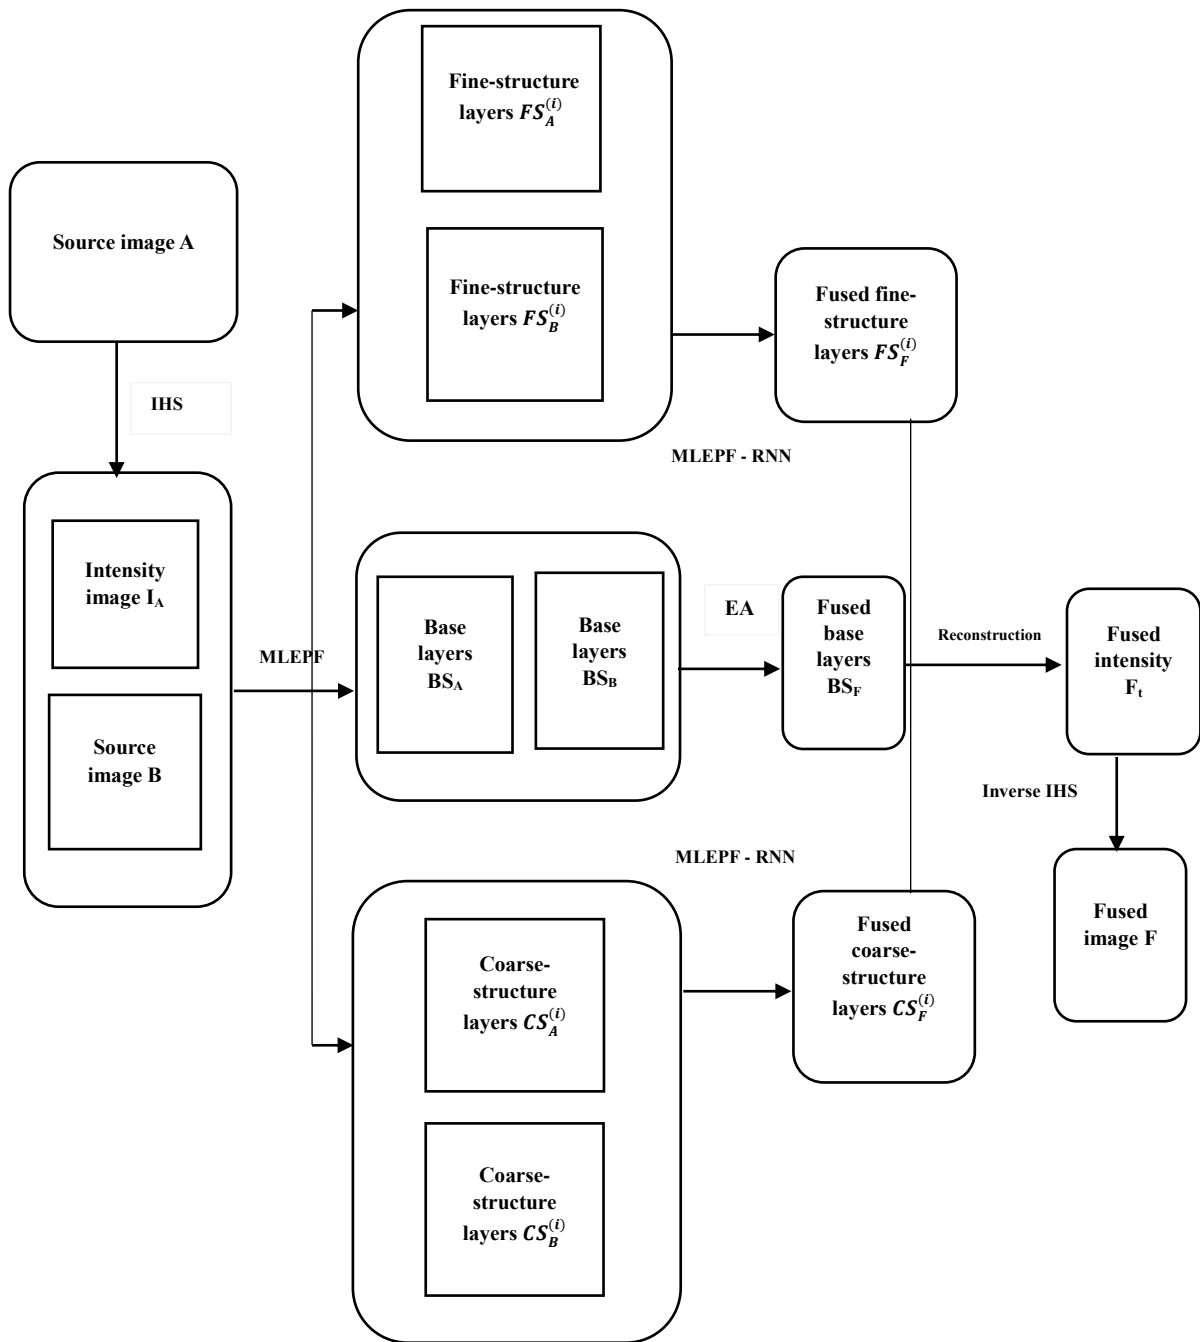 Fine-structure
layers $FS_A^{(i)}$
Fine-structure
layers $FS_B^{(i)}$
Source image A
IHS
Fused fine-
structure
layers $FS_F^{(i)}$
MLEPF - RNN
Intensity
image I_A
Source
image B
MLEPF
Base
layers
BS_A
Base
layers
BS_B
EA
Fused
base
layers
BS_F
Reconstruction
Fused
intensity
F_t
Inverse IHS
Fused
image F
MLEPF - RNN
Coarse-
structure
layers $CS_A^{(i)}$
Coarse-
structure
layers $CS_B^{(i)}$
Fused
coarse-
structure
layers $CS_F^{(i)}$